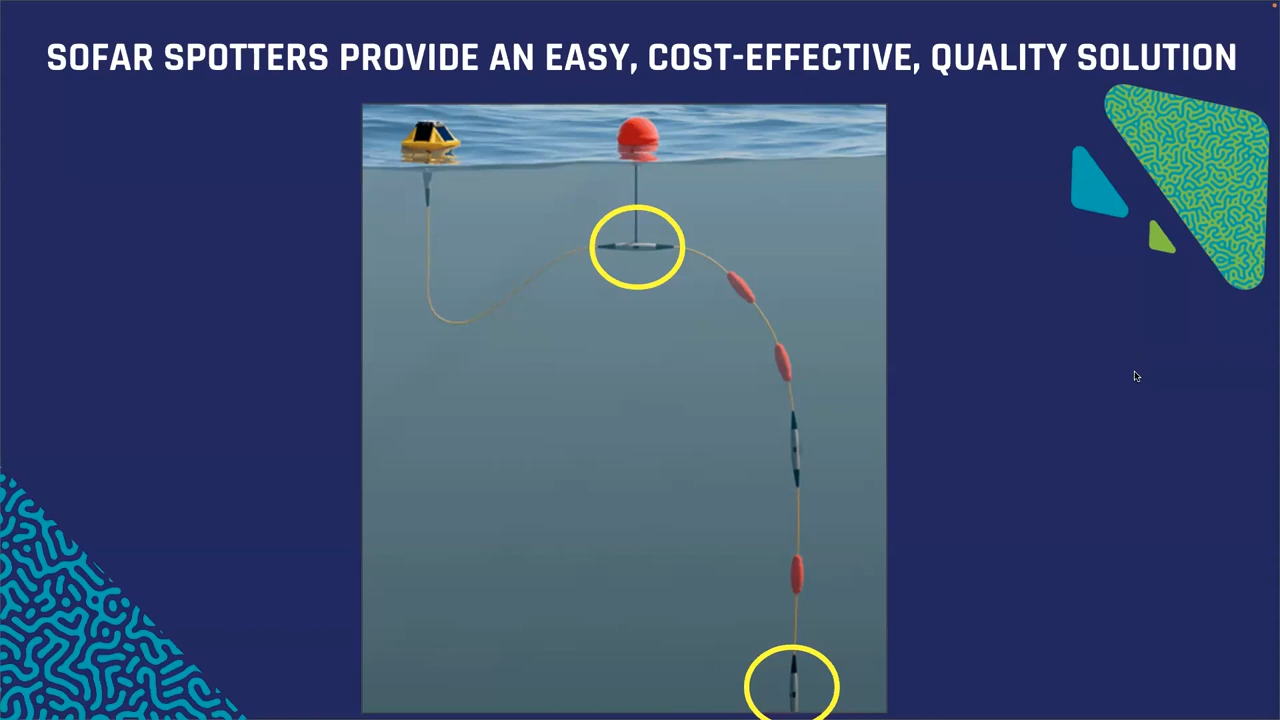 SOFAR SPOTTERS PROVIDE AN EASY, COST-EFFECTIVE, QUALITY SOLUTION